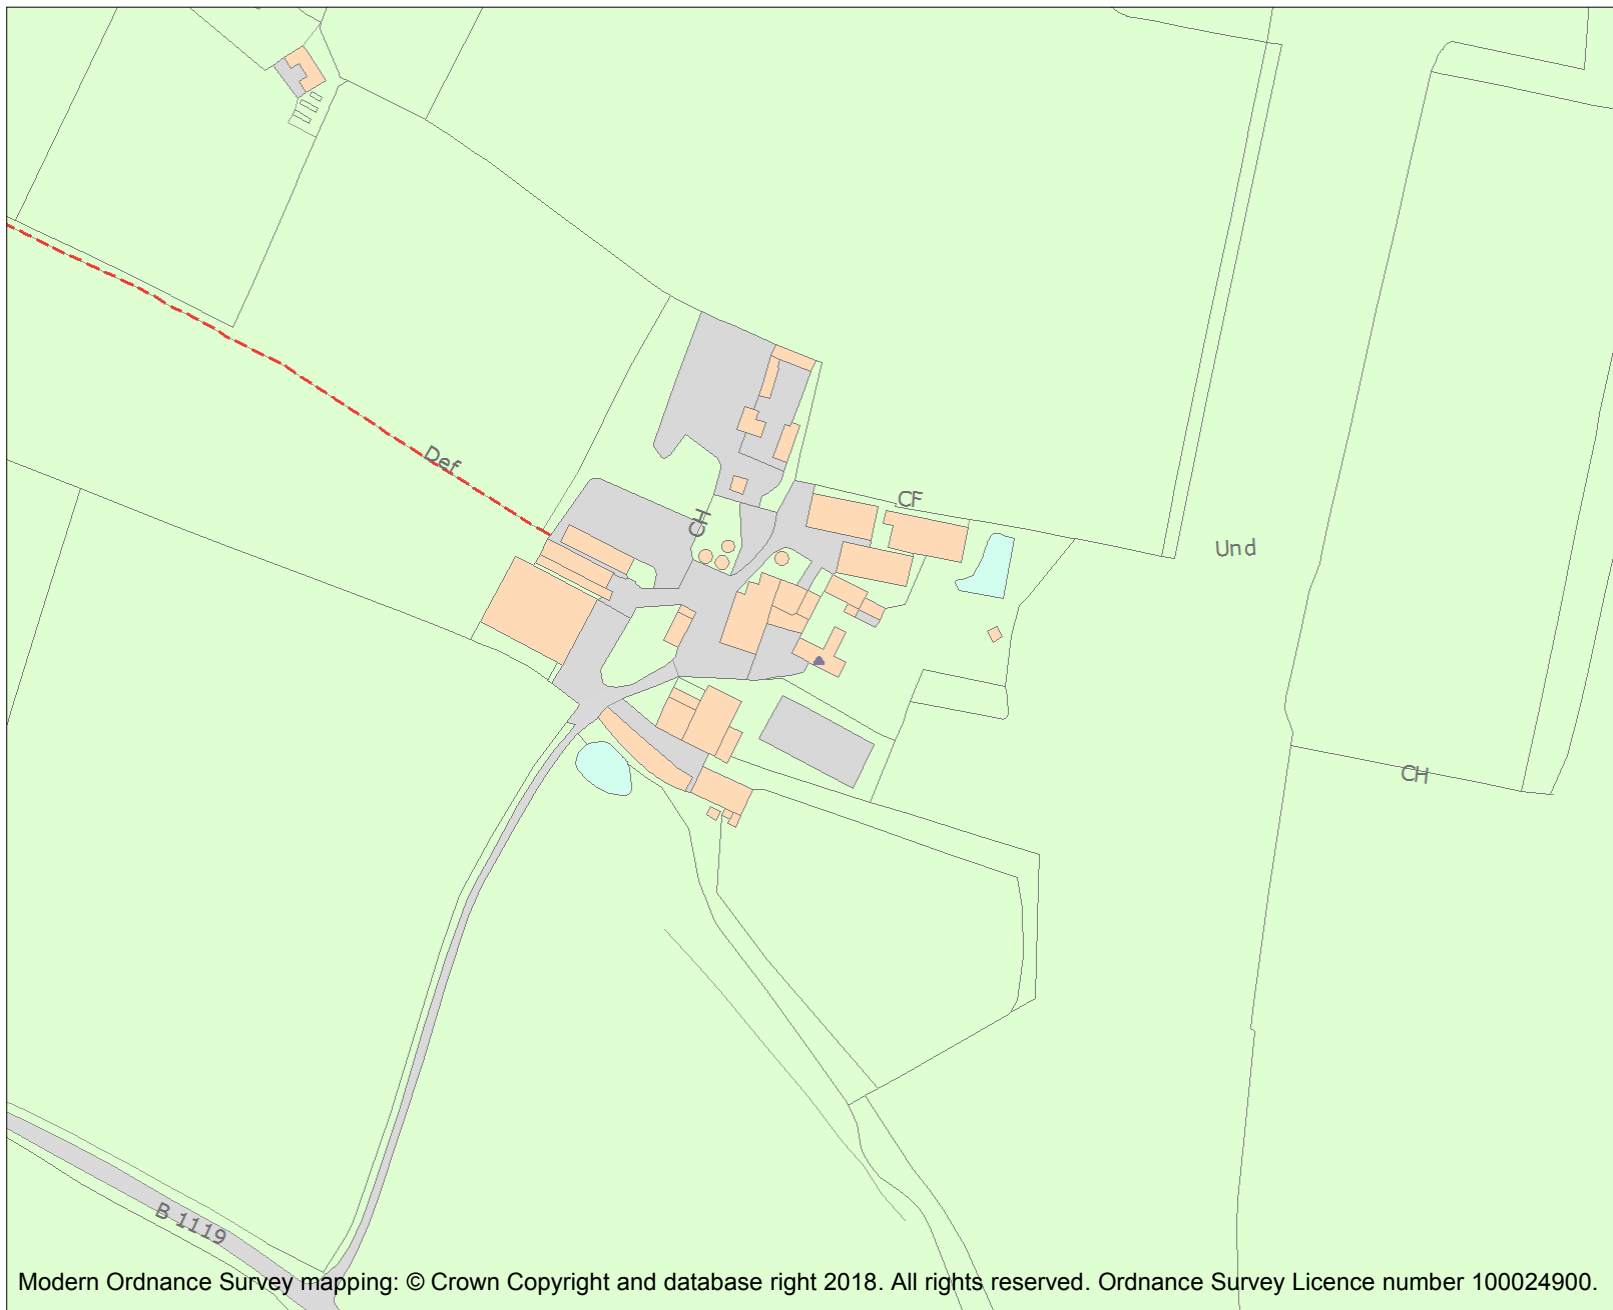 Def
CF
CH
Und
CH
B 1119
Modern Ordnance Survey mapping: © Crown Copyright and database right 2018. All rights reserved. Ordnance Survey Licence number 100024900.